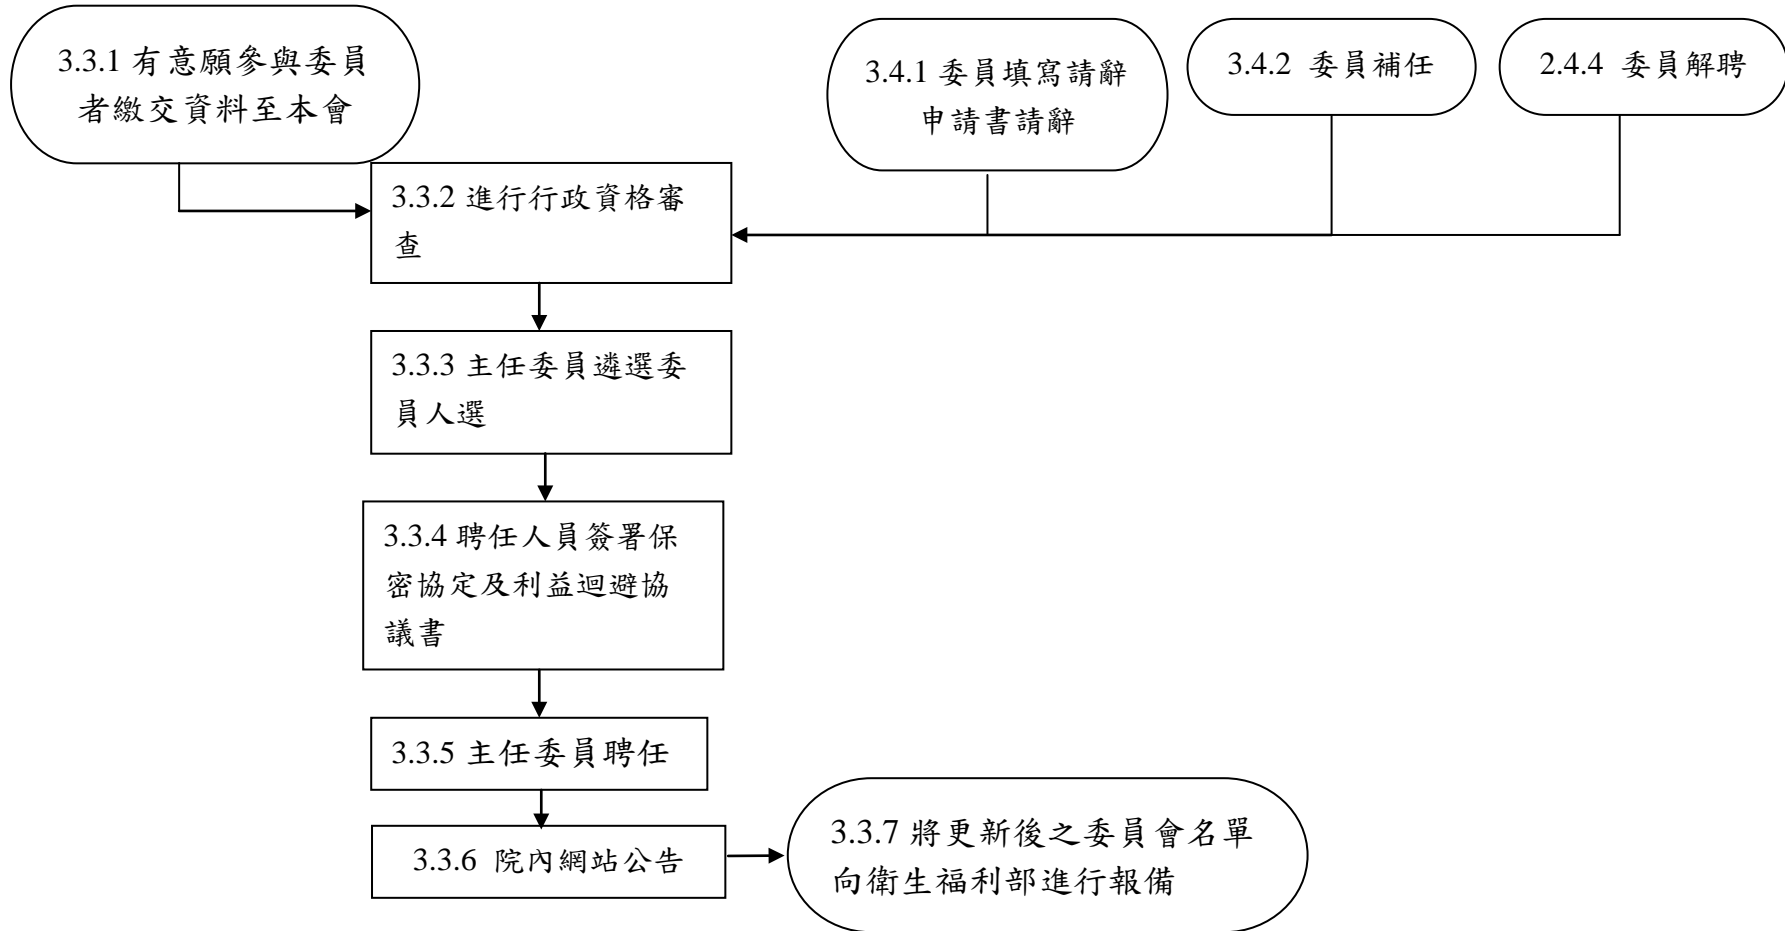 3.3.1 有意願參與委員
者繳交資料至本會
3.4.1 委員填寫請辭
申請書請辭
3.4.2 委員補任
2.4.4 委員解聘
3.3.2 進行行政資格審
查
3.3.3 主任委員遴選委
員人選
3.3.4 聘任人員簽署保
密協定及利益迴避協
議書
3.3.5 主任委員聘任
3.3.6 院內網站公告
3.3.7 將更新後之委員會名單
向衛生福利部進行報備